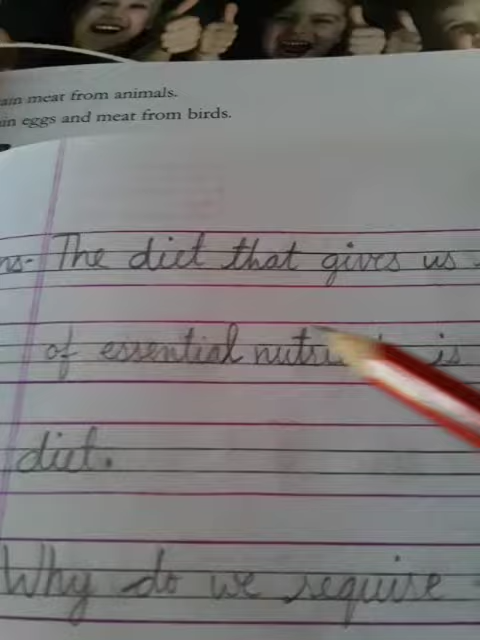 ain meat from animals.
in eggs and meat from birds.
ns- The diet that gives us
of essential is
diet.
Why do we require